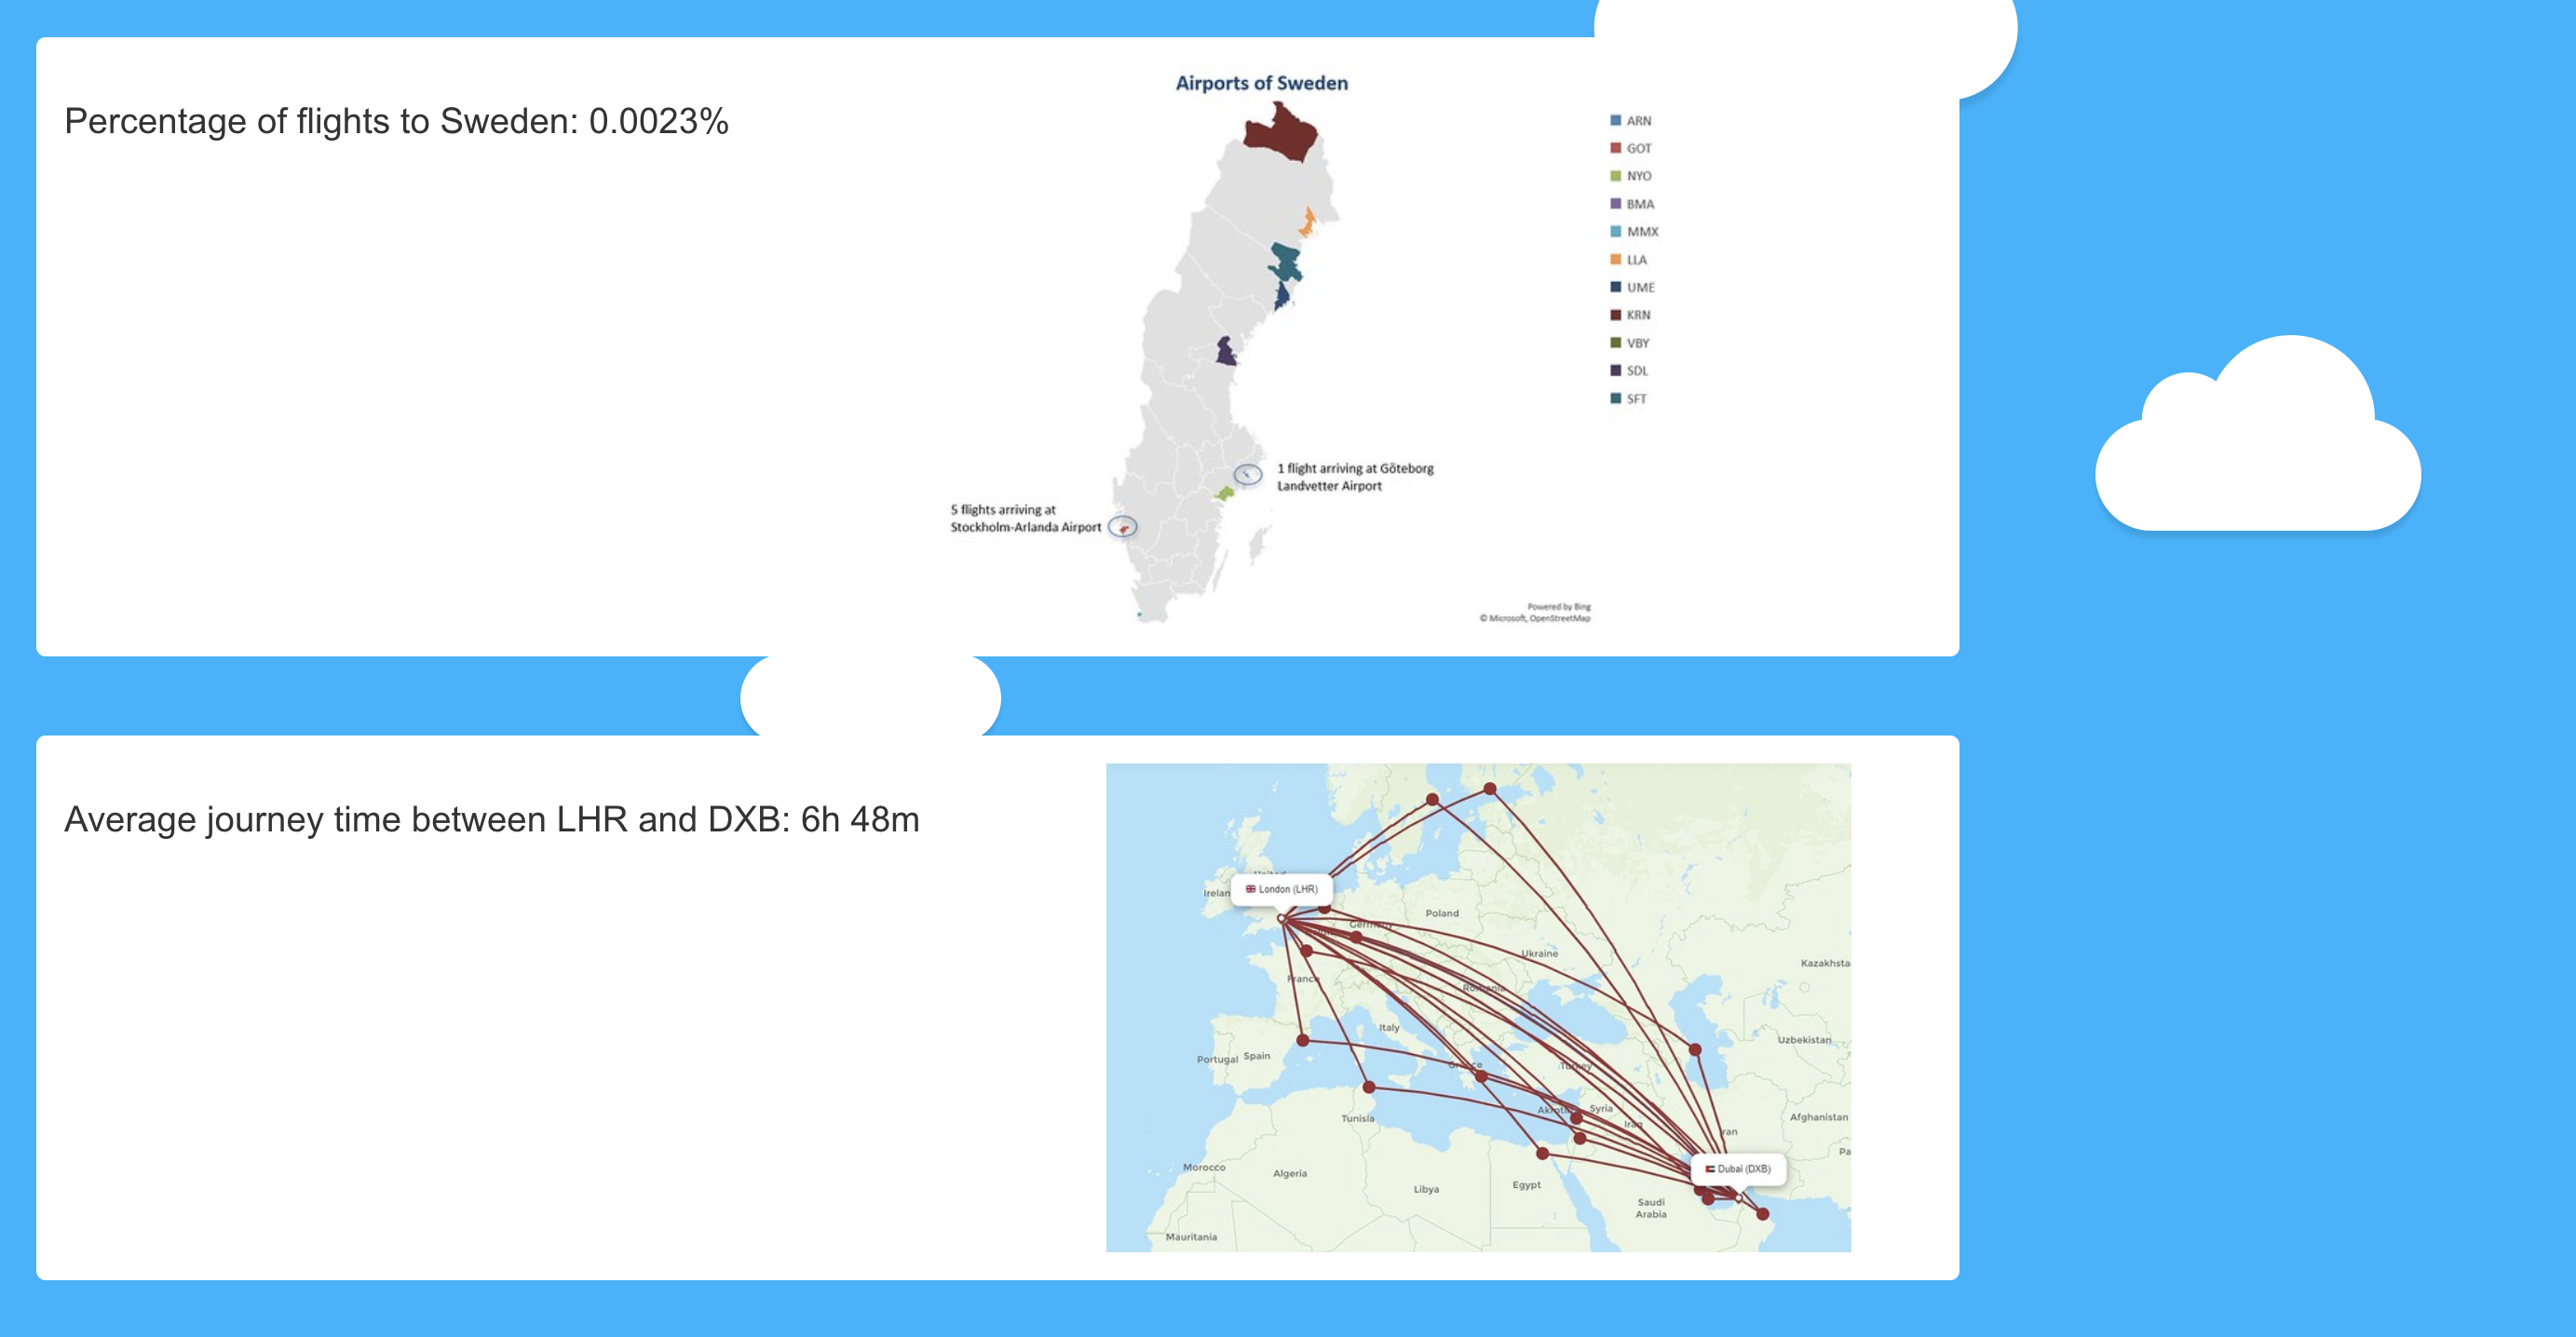 Percentage of flights to Sweden: 0.0023%
Airports of Sweden
ARN
GOT
NYO
BMA
MMX
LLA
UME
KRN
VBY
SDL
SFT
1 flight arriving at Göteborg
Landvetter Airport
5 flights arriving at
Stockholm-Arlanda Airport
Powered by Bing
© Microsoft, OpenStreetMap
Average journey time between LHR and DXB: 6h 48m
London (LHR)
Irelan
Poland
Germany
Ukraine
France
Kazakhsta
Romania
Italy
Uzbekistan
Portugal
Spain
Greece
Turkey
Tunisia
Syria
Iraq
Iran
Afghanistan
Pa
Morocco
Algeria
Libya
Egypt
Dubai (DXB)
Saudi
Arabia
Mauritania